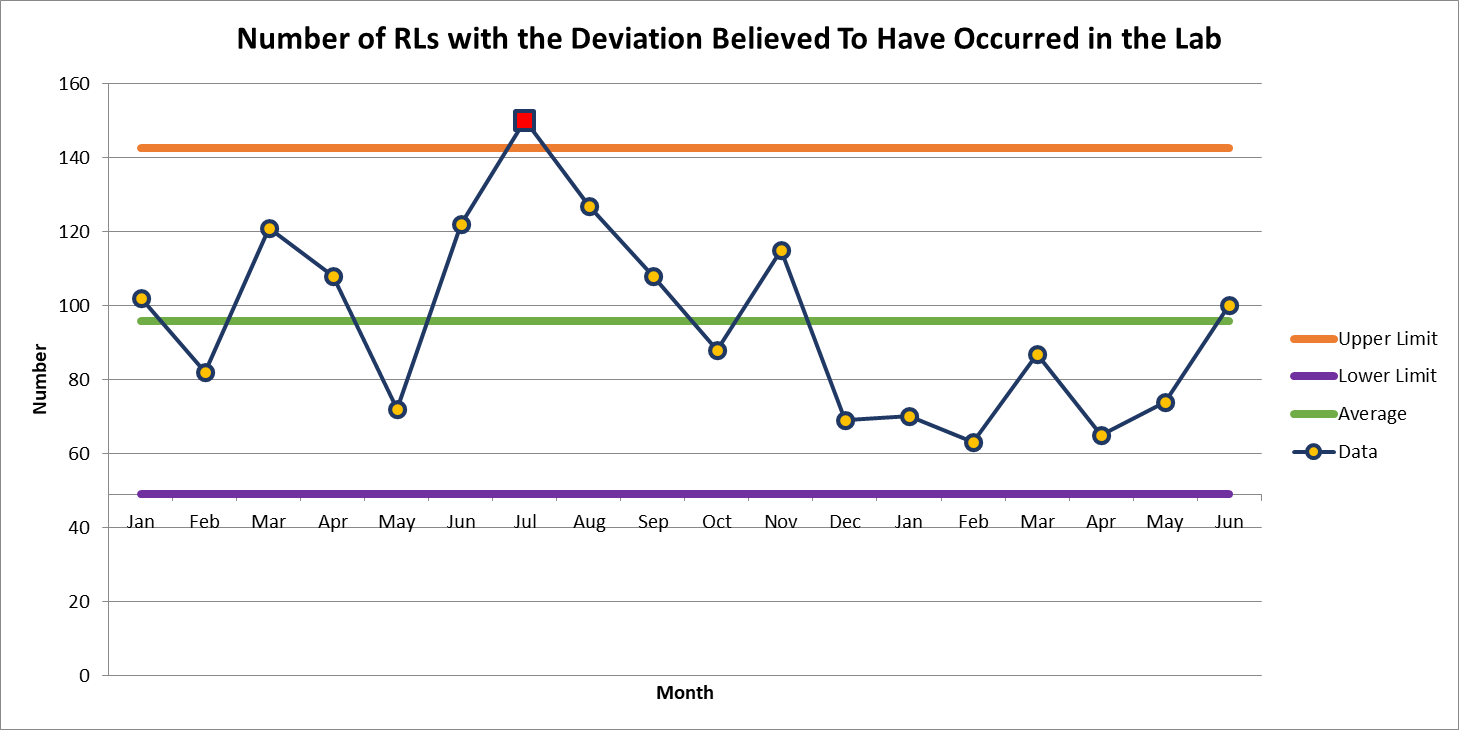 Number of RLs with the Deviation Believed To Have Occurred in the Lab
160
140
120
100
80
60
40
20
0
Number
Jan Feb Mar Apr May Jun Jul Aug Sep Oct Nov Dec Jan Feb Mar Apr May Jun
Month
Upper Limit
Lower Limit
Average
Data